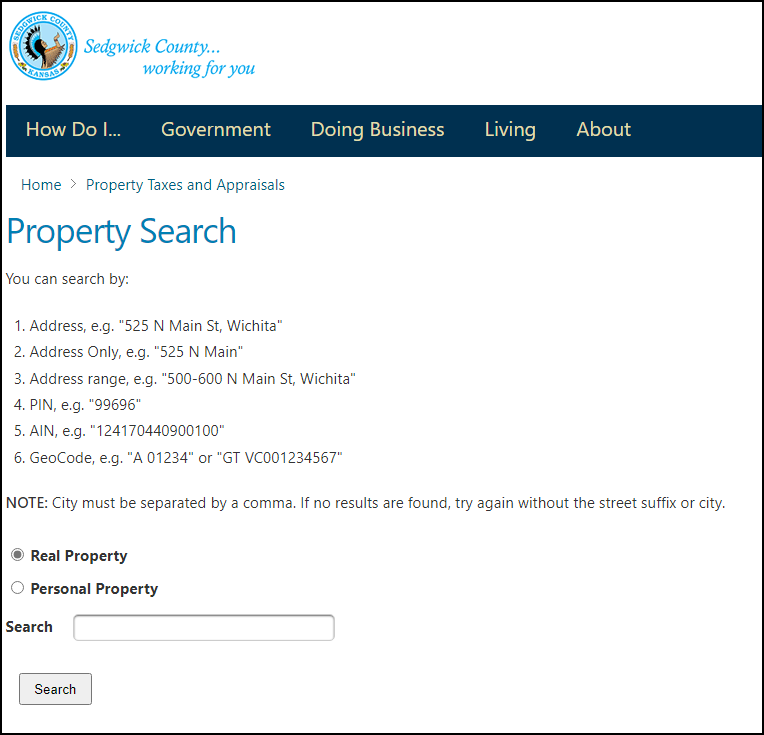 SEDGWICK COUNTY
KANSAS
Sedgwick County...
working for you
How Do I...
Government
Doing Business
Living
About
Home > Property Taxes and Appraisals
Property Search
You can search by:
1. Address, e.g. "525 N Main St, Wichita"
2. Address Only, e.g. "525 N Main"
3. Address range, e.g. "500-600 N Main St, Wichita"
4. PIN, e.g. "99696"
5. AIN, e.g. "124170440900100"
6. GeoCode, e.g. "A 01234" or "GT VC001234567"
NOTE: City must be separated by a comma. If no results are found, try again without the street suffix or city.
Real Property
Personal Property
Search
Search